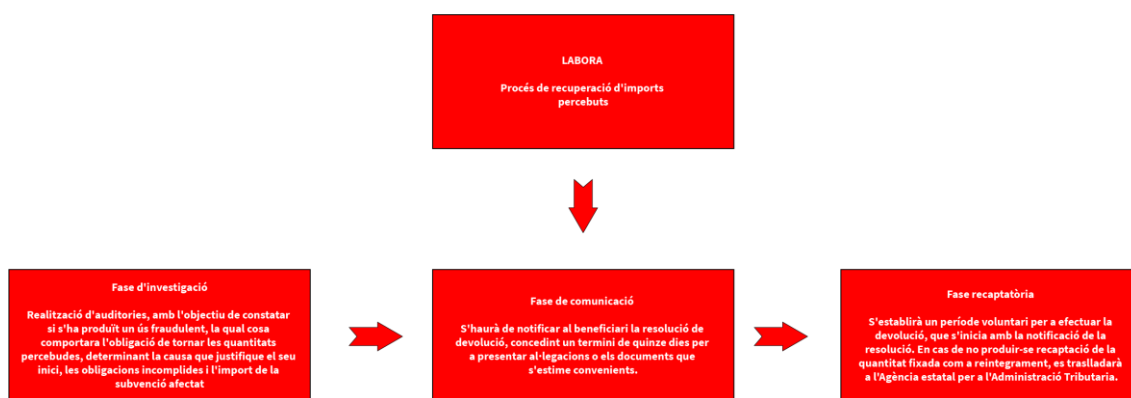 LABORA
Procés de recuperació d'imports
percebuts
Fase d'investigació
Realització d'auditories, amb l'objectiu de constatar
si s'ha produït un ús fraudulent, la qual cosa
comportara l'obligació de tornar les quantitats
percebudes, determinant la causa que justifique el seu
inici, les obligacions incomplides i l'import de la
subvenció afectat
Fase de comunicació
S'haurà de notificar al beneficiari la resolució de
devolució, concedint un termini de quinze dies per
a presentar al·legacions o els documents que
s'estime convenients.
Fase recaptatòria
S'establirà un període voluntari per a efectuar la
devolució, que s'inicia amb la notificació de la
resolució. En cas de no produir-se recaptació de la
quantitat fixada com a reintegrament, es traslladarà
a l'Agència estatal per a l'Administració Tributaria.